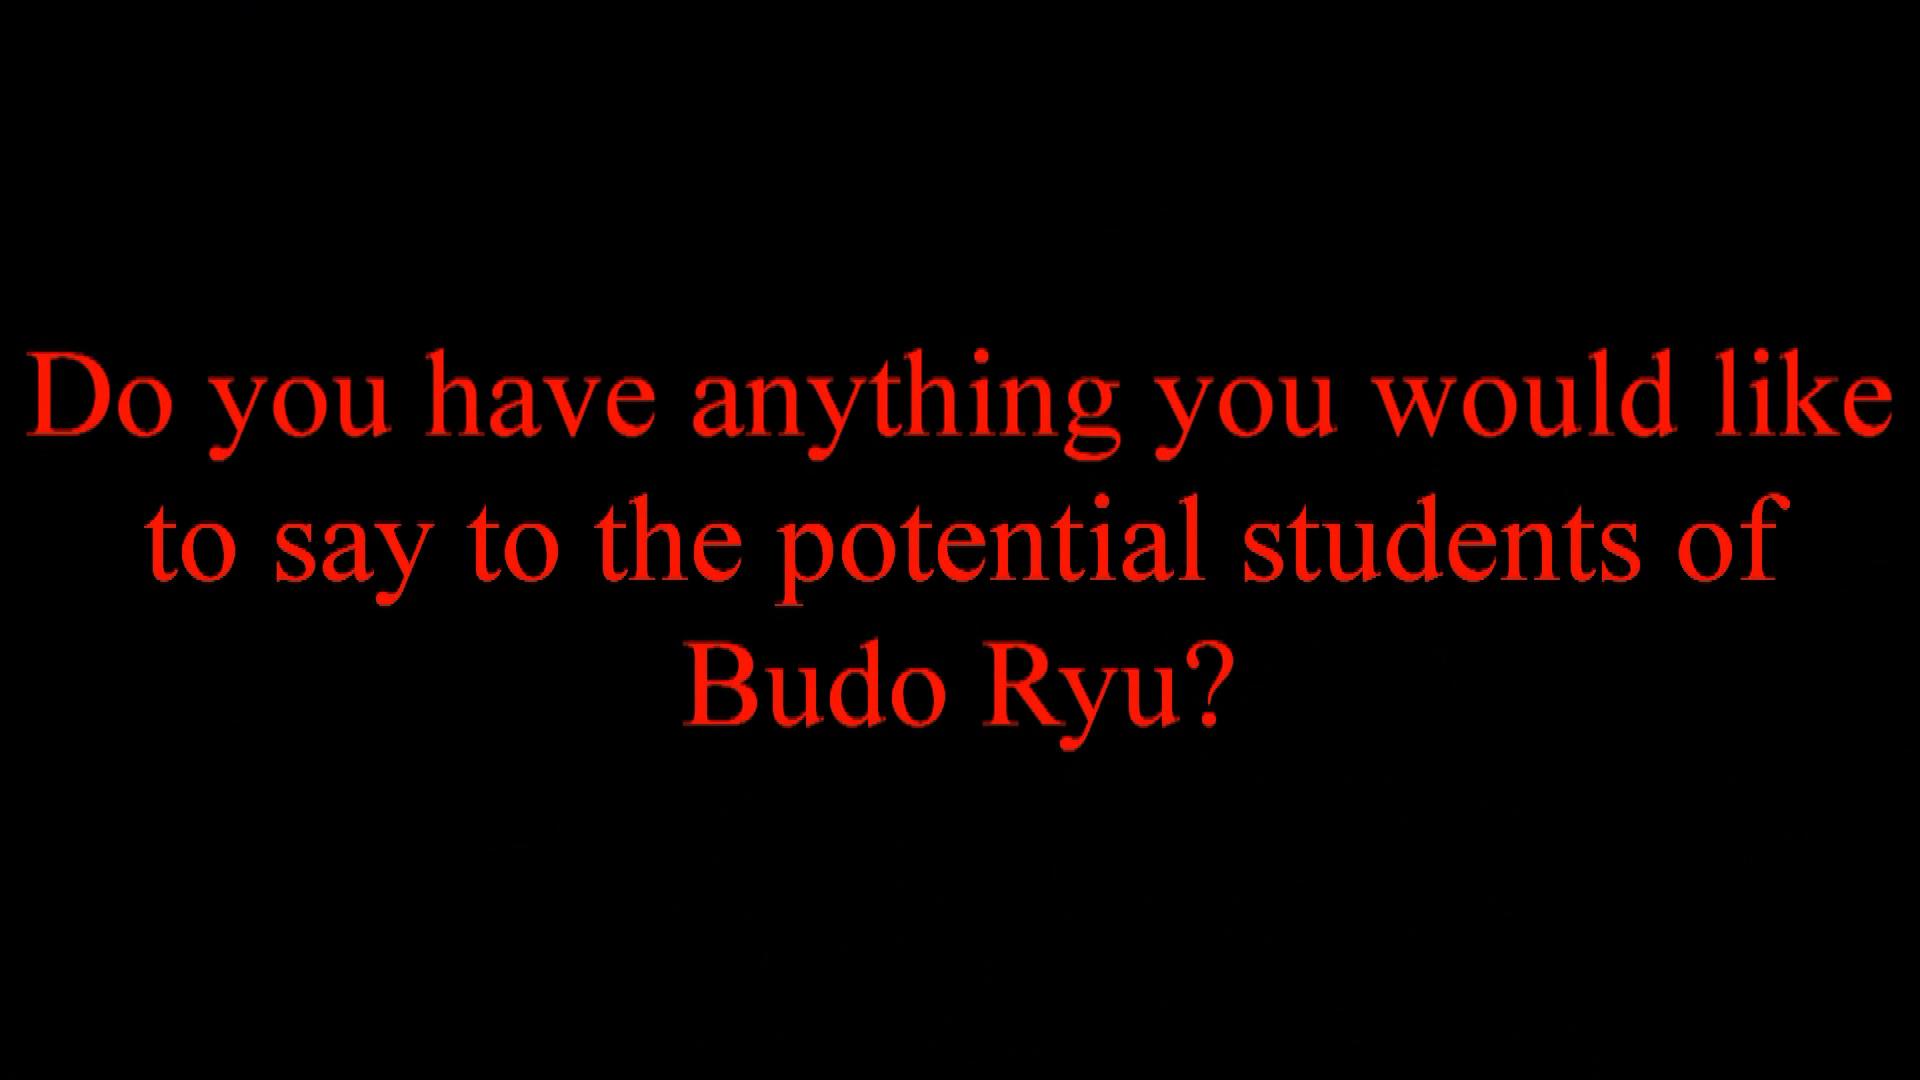 Do you have anything you would like
to say to the potential students of
Budo Ryu?